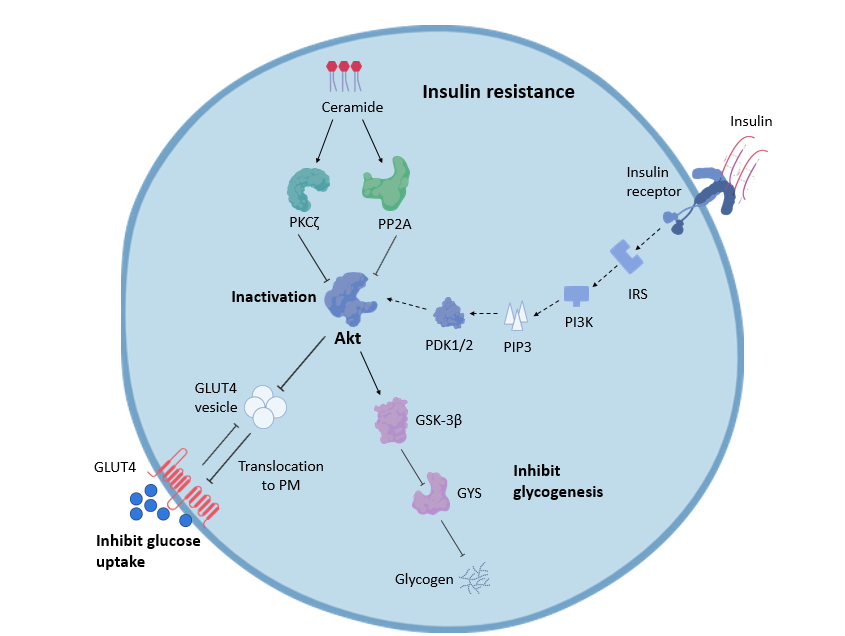 Insulin resistance
Ceramide
Insulin
Insulin
receptor
PKCζ
PP2A
Inactivation
IRS
PI3K
Akt
PDK1/2
PIP3
GLUT4
vesicle
GSK-3β
GLUT4
Translocation
to PM
Inhibit
glycogenesis
GYS
Inhibit glucose
uptake
Glycogen